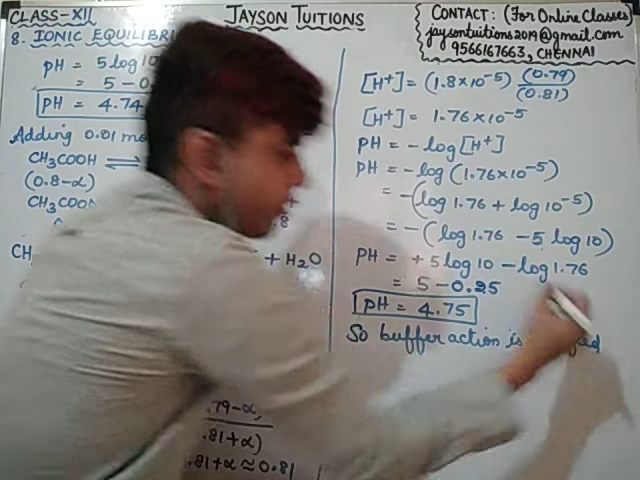 CLASS-XII
JAYSON TUITIONS
CONTACT: (For Online Classes)
jaysontuitions2019@gmail.com
9566167663, CHENNAI
8. IONIC EQUILIBRI
pH = 5 log 10
= 5 - 0.
pH = 4.74
Adding 0.01 mo
CH₃COOH ⇌
(0.8-α)
CH₃COO
.8
CH
+ H₂O
.79-α
.81+α)
.81+α ≈ 0.81
[H⁺] = (1.8×10⁻⁵) (0.79)/(0.81)
[H⁺] = 1.76×10⁻⁵
PH = -log[H⁺]
PH = -log(1.76×10⁻⁵)
= -(log 1.76 + log 10⁻⁵)
= -(log 1.76 - 5 log 10)
PH = + 5 log 10 - log 1.76
= 5 - 0.25
pH = 4.75
So buffer action is